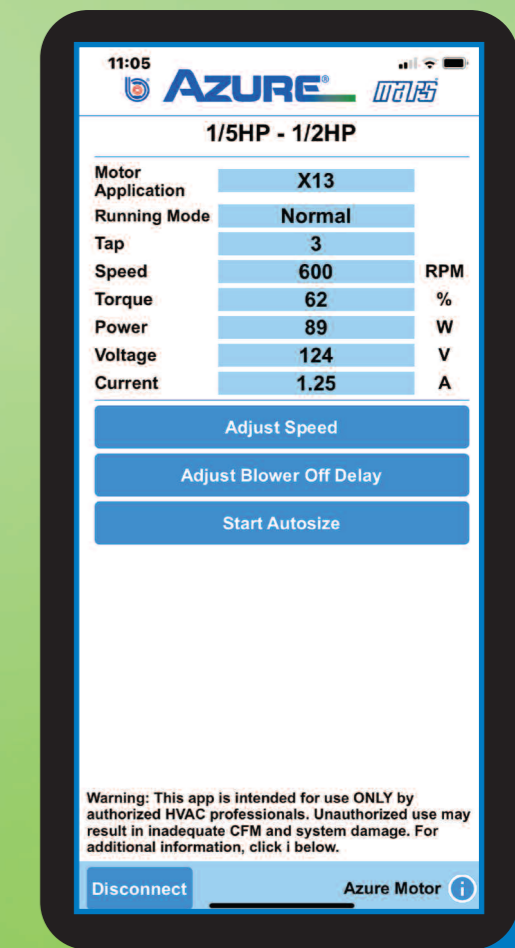 11:05
AZURE® mars
1/5HP - 1/2HP
Motor
Application X13
Running Mode Normal
Tap 3
Speed 600 RPM
Torque 62 %
Power 89 W
Voltage 124 V
Current 1.25 A
Adjust Speed
Adjust Blower Off Delay
Start Autosize
Warning: This app is intended for use ONLY by
authorized HVAC professionals. Unauthorized use may
result in inadequate CFM and system damage. For
additional information, click i below.
Disconnect Azure Motor i